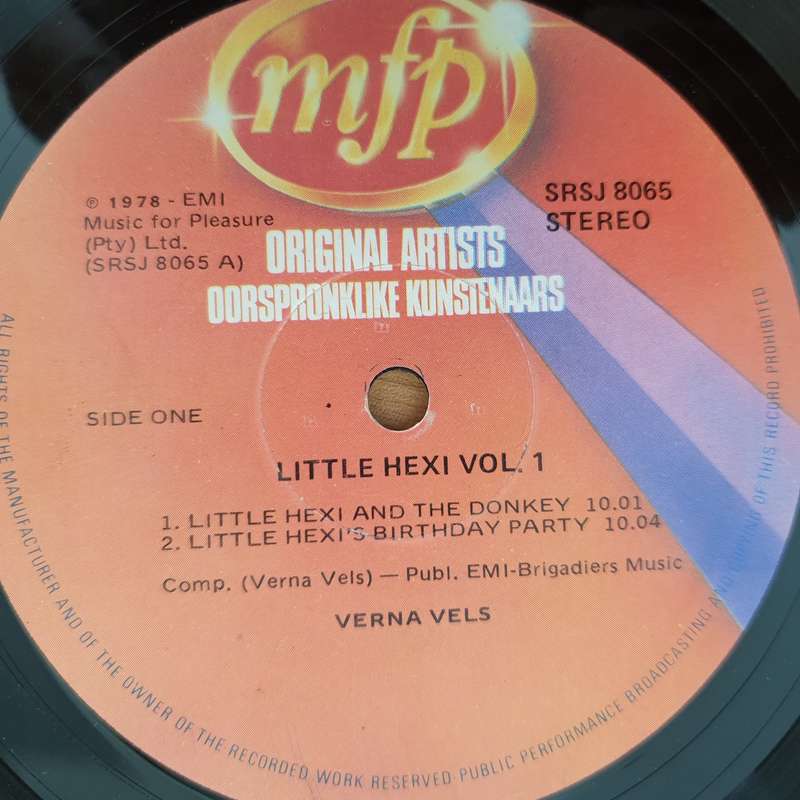 mfp
℗ 1978 - EMI
Music for Pleasure
(Pty) Ltd.
(SRSJ 8065 A)
SRSJ 8065
STEREO
ORIGINAL ARTISTS
OORSPRONKLIKE KUNSTENAARS
SIDE ONE
LITTLE HEXI VOL. 1
1. LITTLE HEXI AND THE DONKEY 10.01
2. LITTLE HEXI'S BIRTHDAY PARTY 10.04
Comp. (Verna Vels) — Publ. EMI-Brigadiers Music
VERNA VELS
ALL RIGHTS OF THE MANUFACTURER AND OF THE OWNER OF THE RECORDED WORK RESERVED PUBLIC PERFORMANCE BROADCASTING AND COPYING OF THIS RECORD PROHIBITED